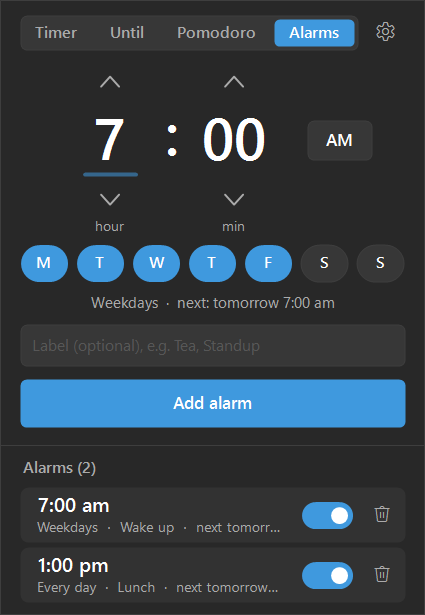 Timer Until Pomodoro Alarms
7 : 00 AM
hour min
M T W T F S S
Weekdays · next: tomorrow 7:00 am
Label (optional), e.g. Tea, Standup
Add alarm
Alarms (2)
7:00 am
Weekdays · Wake up · next tomorr...
1:00 pm
Every day · Lunch · next tomorrow...